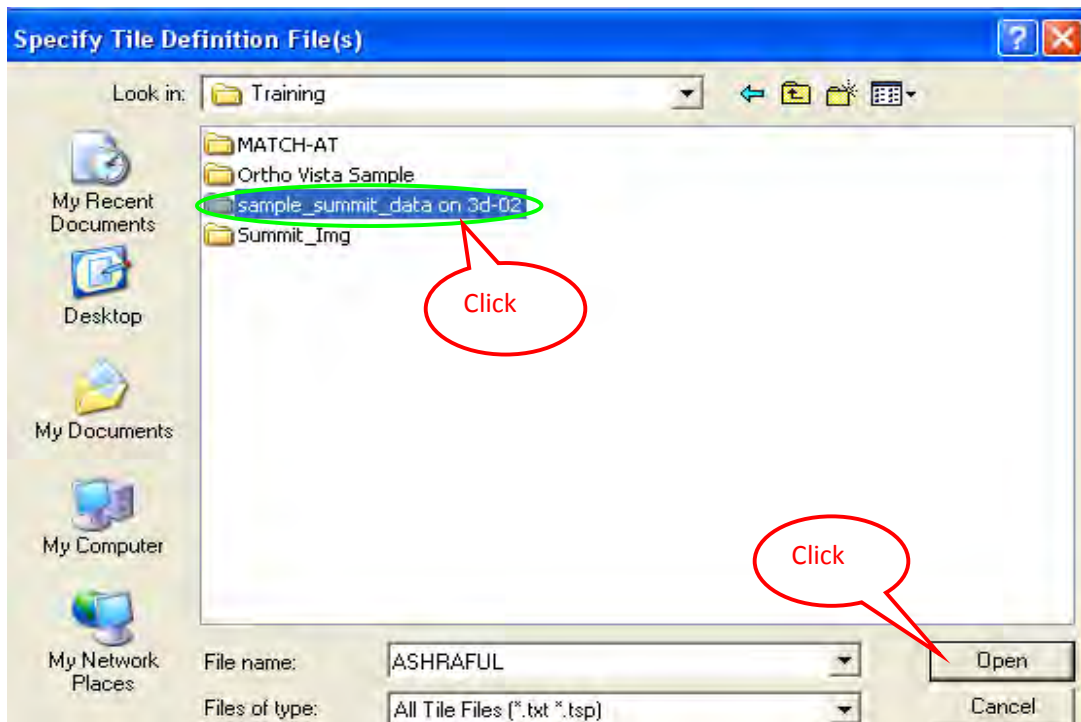 Specify Tile Definition File(s)
Look in: Training
MATCH-AT
Ortho Vista Sample
sample_summit_data on 3d-02
Summit_Img
My Recent
Documents
Desktop
My Documents
My Computer
My Network
Places
Click
Click
File name: ASHRAFUL Open
Files of type: All Tile Files (*.txt *.tsp) Cancel